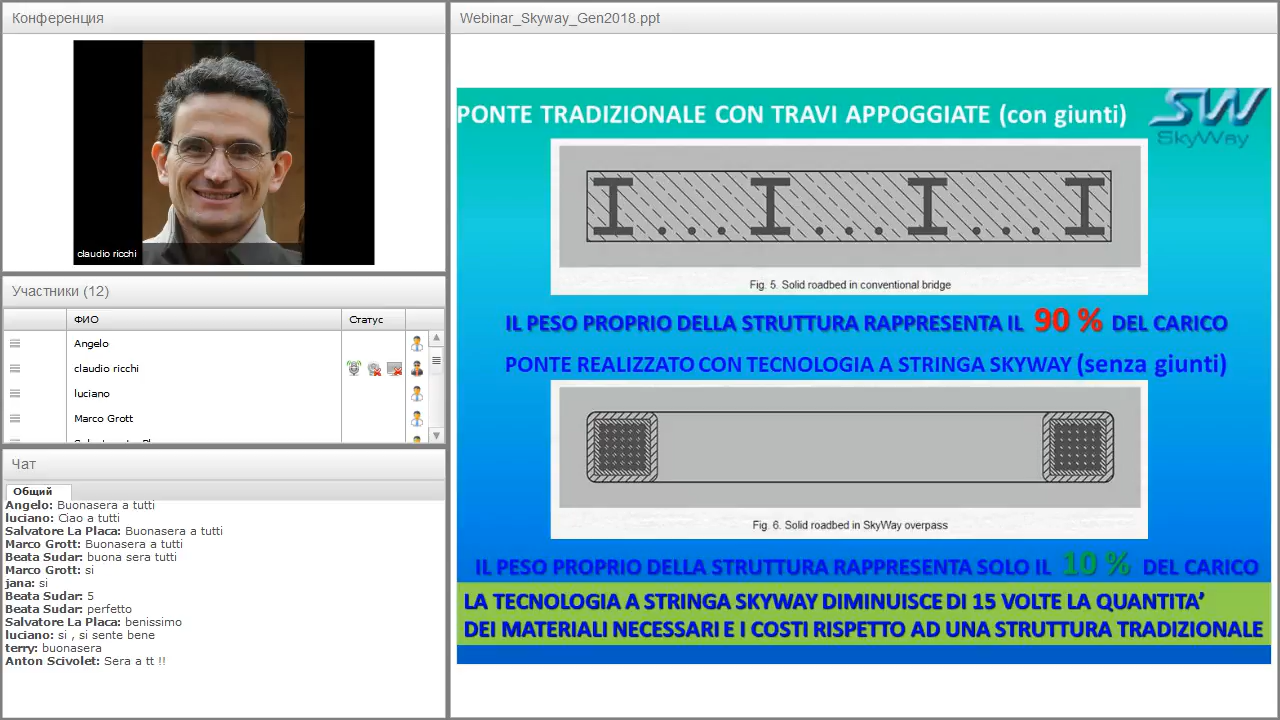 Конференция
claudio ricchi
Участники (12)
ФИО
Статус
Angelo
claudio ricchi
luciano
Marco Grott
Чат
Общий
Angelo: Buonasera a tutti
luciano: Ciao a tutti
Salvatore La Placa: Buonasera a tutti
Marco Grott: Buonasera a tutti
Beata Sudar: buona sera tutti
Marco Grott: si
jana: si
Beata Sudar: 5
Beata Sudar: perfetto
Salvatore La Placa: benissimo
luciano: si , si sente bene
terry: buonasera
Anton Scivolet: Sera a tt !!
Webinar_Skyway_Gen2018.ppt
PONTE TRADIZIONALE CON TRAVI APPOGGIATE (con giunti)
SW
SkyWay
Fig. 5. Solid roadbed in conventional bridge
IL PESO PROPRIO DELLA STRUTTURA RAPPRESENTA IL 90 % DEL CARICO
PONTE REALIZZATO CON TECNOLOGIA A STRINGA SKYWAY (senza giunti)
Fig. 6. Solid roadbed in SkyWay overpass
IL PESO PROPRIO DELLA STRUTTURA RAPPRESENTA SOLO IL 10 % DEL CARICO
LA TECNOLOGIA A STRINGA SKYWAY DIMINUISCE DI 15 VOLTE LA QUANTITA’
DEI MATERIALI NECESSARI E I COSTI RISPETTO AD UNA STRUTTURA TRADIZIONALE